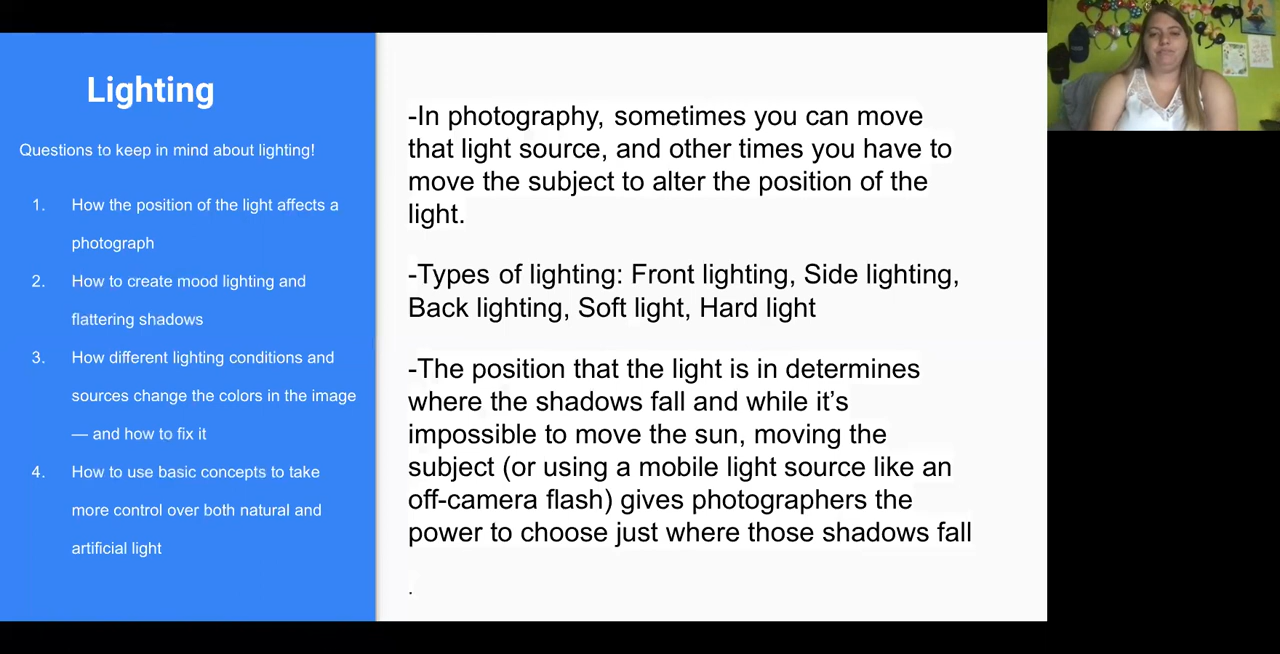 Lighting
Questions to keep in mind about lighting!
1. How the position of the light affects a
photograph
2. How to create mood lighting and
flattering shadows
3. How different lighting conditions and
sources change the colors in the image
— and how to fix it
4. How to use basic concepts to take
more control over both natural and
artificial light
-In photography, sometimes you can move
that light source, and other times you have to
move the subject to alter the position of the
light.
-Types of lighting: Front lighting, Side lighting,
Back lighting, Soft light, Hard light
-The position that the light is in determines
where the shadows fall and while it’s
impossible to move the sun, moving the
subject (or using a mobile light source like an
off-camera flash) gives photographers the
power to choose just where those shadows fall
.